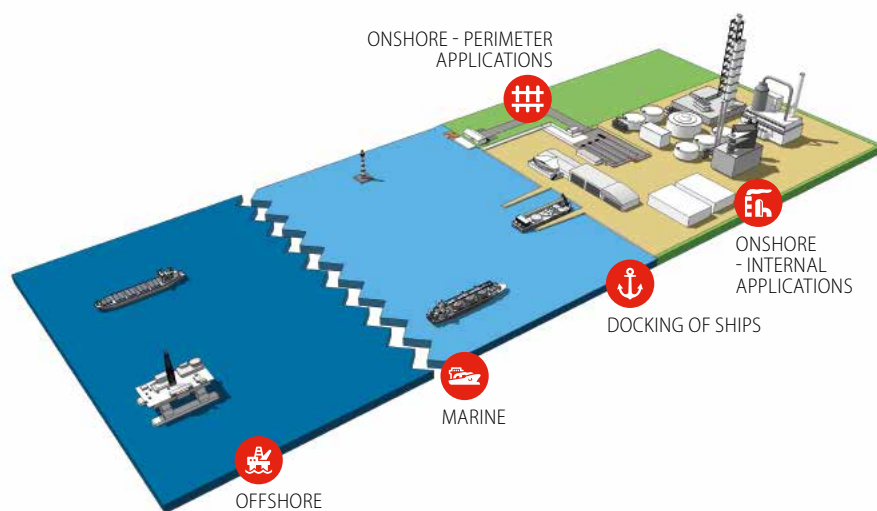 ONSHORE - PERIMETER
APPLICATIONS
ONSHORE
- INTERNAL
APPLICATIONS
DOCKING OF SHIPS
MARINE
OFFSHORE